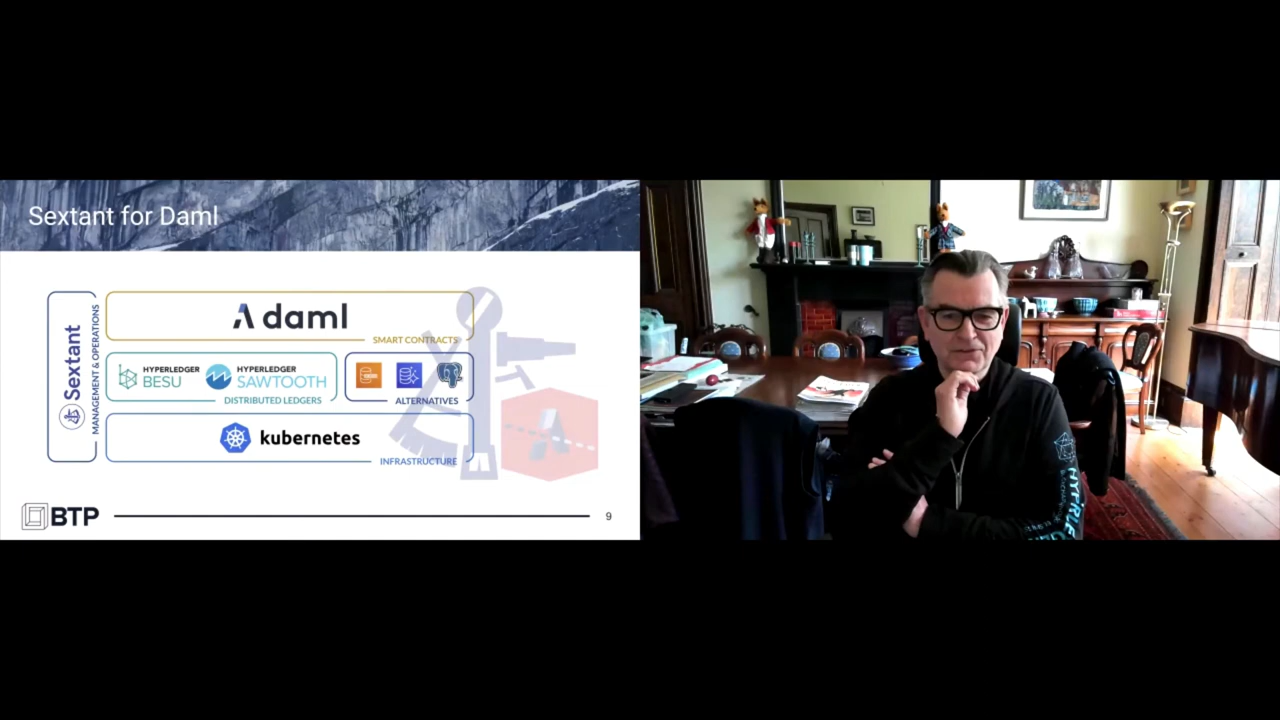 Sextant for Daml
Sextant
MANAGEMENT & OPERATIONS
daml
SMART CONTRACTS
HYPERLEDGER
BESU
HYPERLEDGER
SAWTOOTH
DISTRIBUTED LEDGERS
ALTERNATIVES
kubernetes
INFRASTRUCTURE
BTP
9